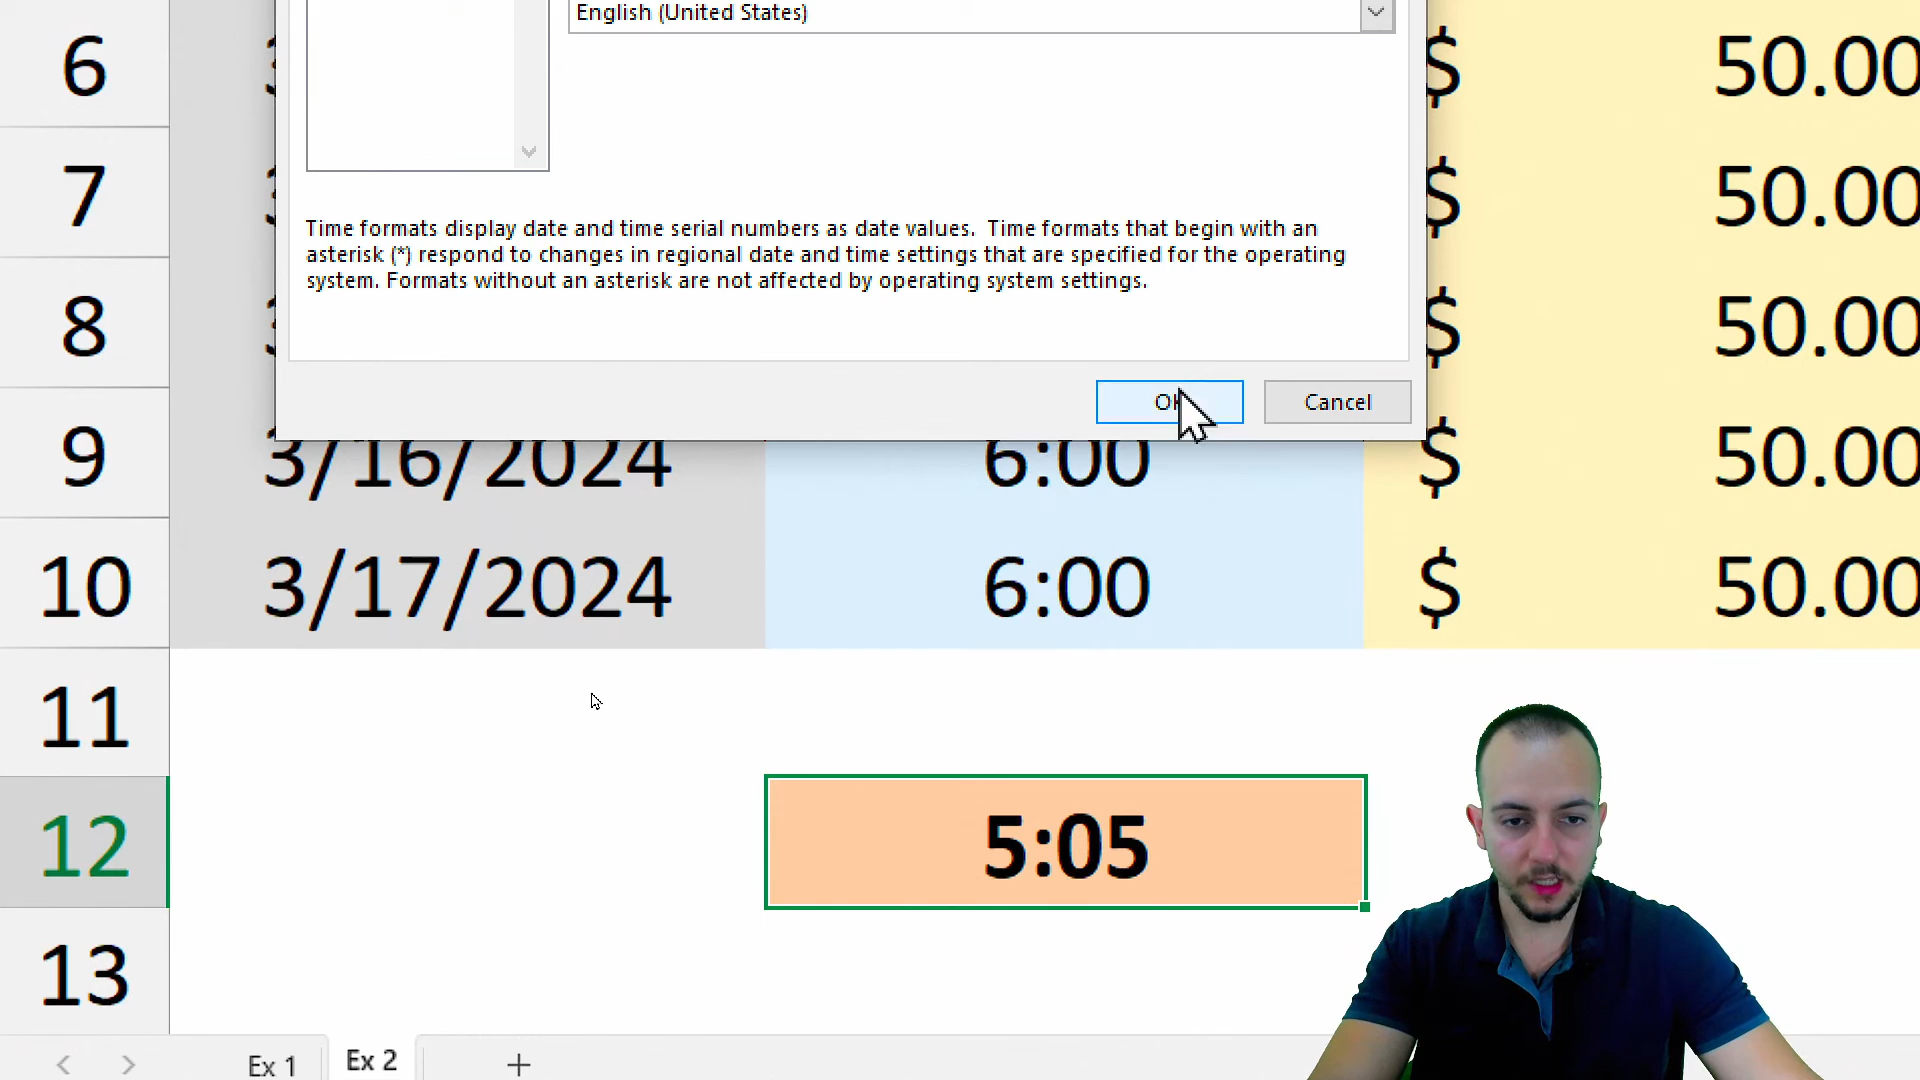 English (United States)
6 $ 50.00
7 $ 50.00
Time formats display date and time serial numbers as date values. Time formats that begin with an
asterisk (*) respond to changes in regional date and time settings that are specified for the operating
system. Formats without an asterisk are not affected by operating system settings.
8 $ 50.00
Cancel
9 3/16/2024 6:00 $ 50.00
10 3/17/2024 6:00 $ 50.00
11
12 5:05
13
Ex 1 Ex 2